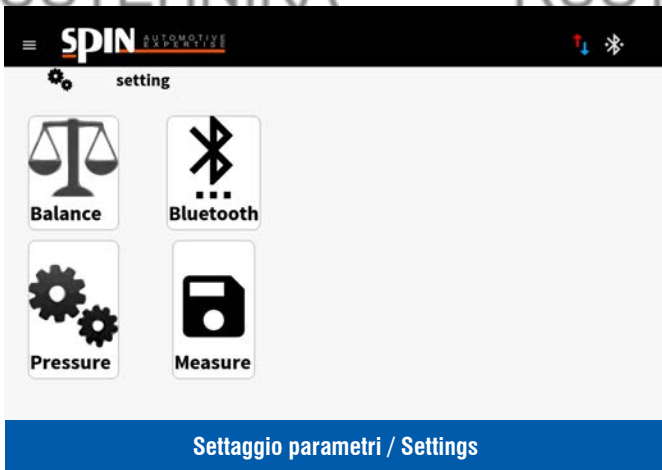 ≡ SPIN AUTOMOTIVE EXPERTISE
setting
Balance
Bluetooth
Pressure
Measure
Settaggio parametri / Settings